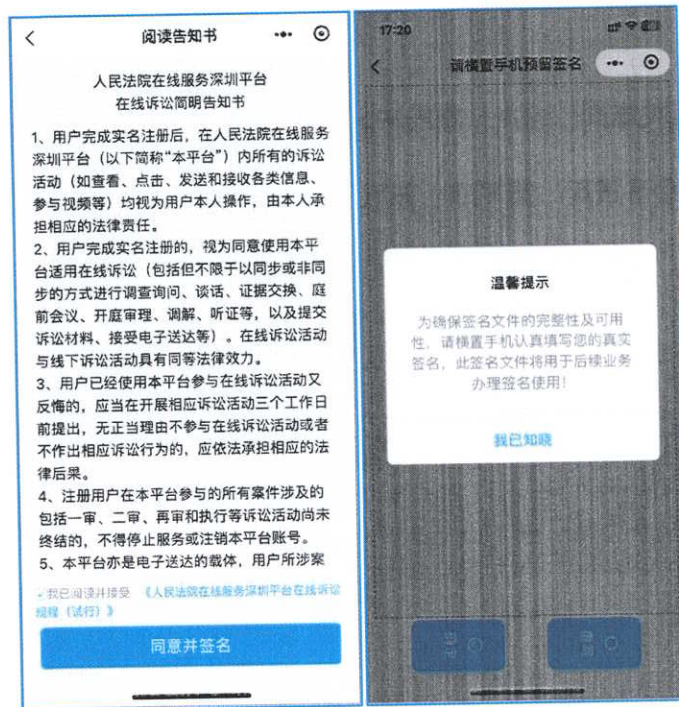 阅读告知书
人民法院在线服务深圳平台
在线诉讼简明告知书
1、用户完成实名注册后，在人民法院在线服务
深圳平台（以下简称“本平台”）内所有的诉讼
活动（如查看、点击、发送和接收各类信息、
参与视频等）均视为用户本人操作，由本人承
担相应的法律责任。
2、用户完成实名注册的，视为同意使用本平
台适用在线诉讼（包括但不限于以同步或非同
步的方式进行调查询问、谈话、证据交换、庭
前会议、开庭审理、调解、听证等，以及提交
诉讼材料、接受电子送达等）。在线诉讼活动
与线下诉讼活动具有同等法律效力。
3、用户已经使用本平台参与在线诉讼活动又
反悔的，应当在开展相应诉讼活动三个工作日
前提出，无正当理由不参与在线诉讼活动或者
不作出相应诉讼行为的，应依法承担相应的法
律后果。
4、注册用户在本平台参与的所有案件涉及的
包括一审、二审、再审和执行等诉讼活动尚未
终结的，不得停止服务或注销本平台账号。
5、本平台亦是电子送达的载体，用户所涉案
我已阅读并接受 《人民法院在线服务深圳平台在线诉讼
规程（试行）》
同意并签名
17:20
请横置手机预留签名
温馨提示
为确保签名文件的完整性及可用
性，请横置手机认真填写您的真实
签名，此签名文件将用于后续业务
办理签名使用！
我已知晓